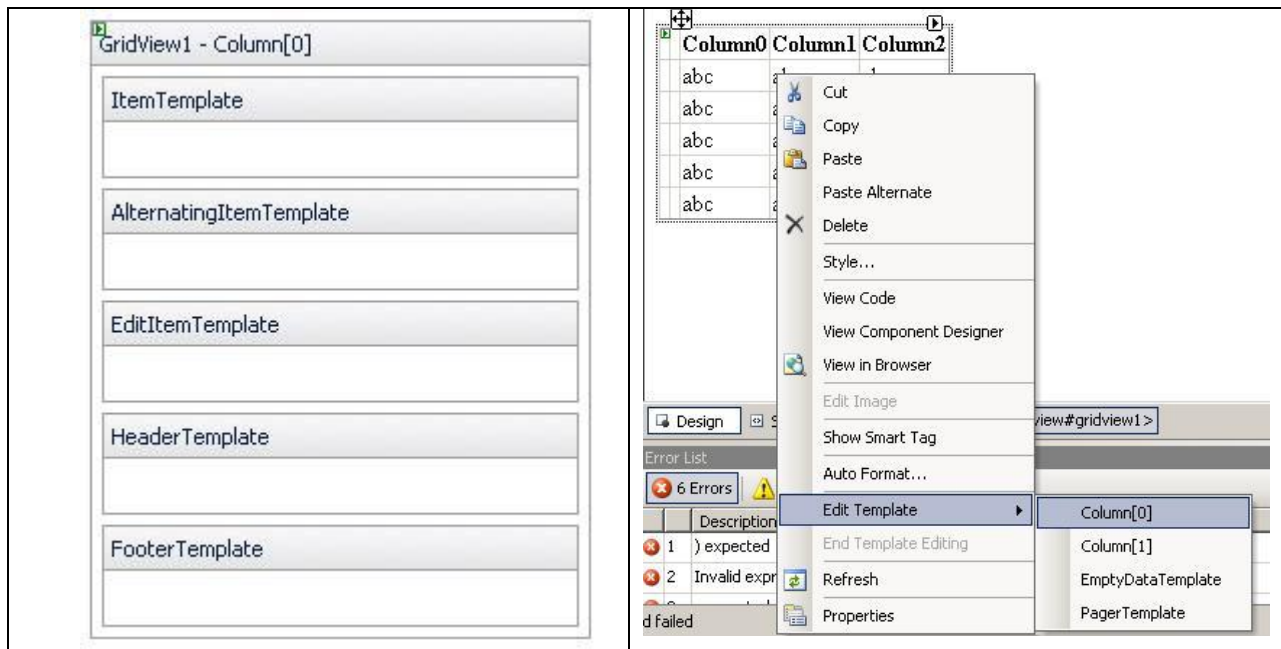 GridView1 - Column[0]
ItemTemplate
AlternatingItemTemplate
EditItemTemplate
HeaderTemplate
FooterTemplate
Column0 Column1 Column2
abc
abc
abc
abc
abc
Cut
Copy
Paste
Paste Alternate
Delete
Style...
View Code
View Component Designer
View in Browser
Edit Image
Show Smart Tag
Auto Format...
Edit Template
End Template Editing
Refresh
Properties
Column[0]
Column[1]
EmptyDataTemplate
PagerTemplate
Design
view#gridview1>
Error List
6 Errors
Description
1 ) expected
2 Invalid expr
d failed